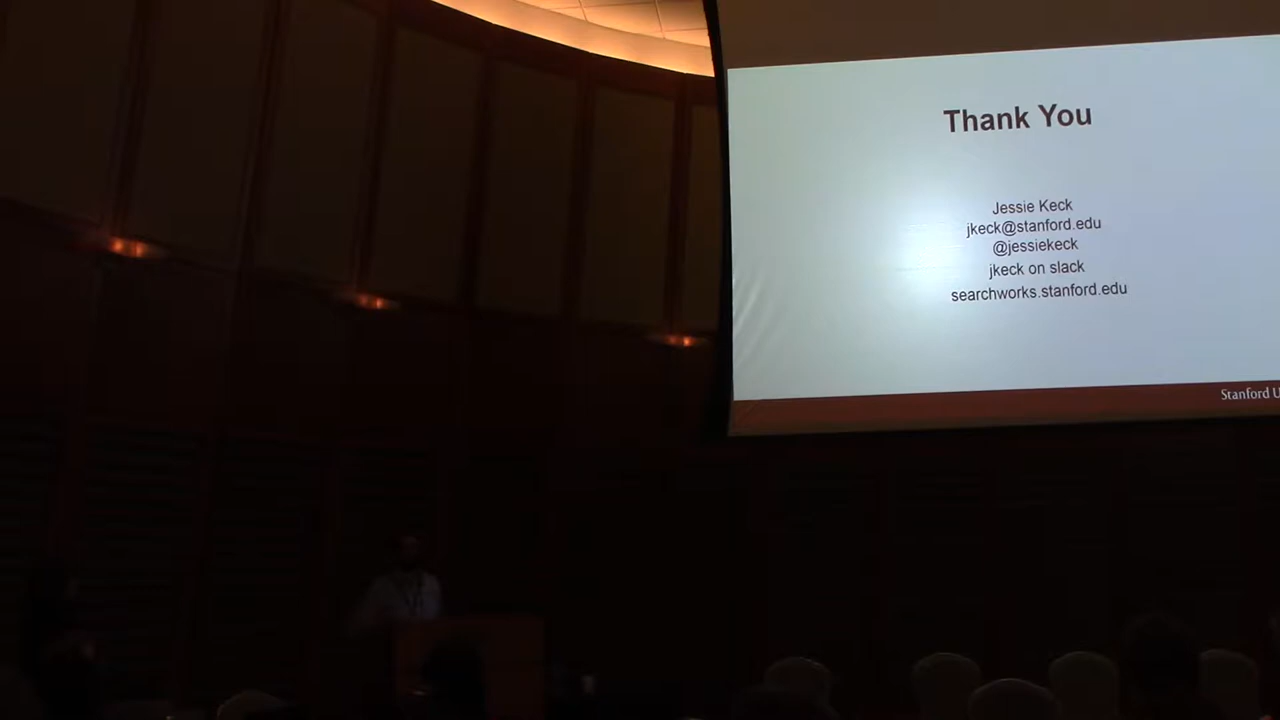 Thank You
Jessie Keck
jkeck@stanford.edu
@jessiekeck
jkeck on slack
searchworks.stanford.edu
Stanford U